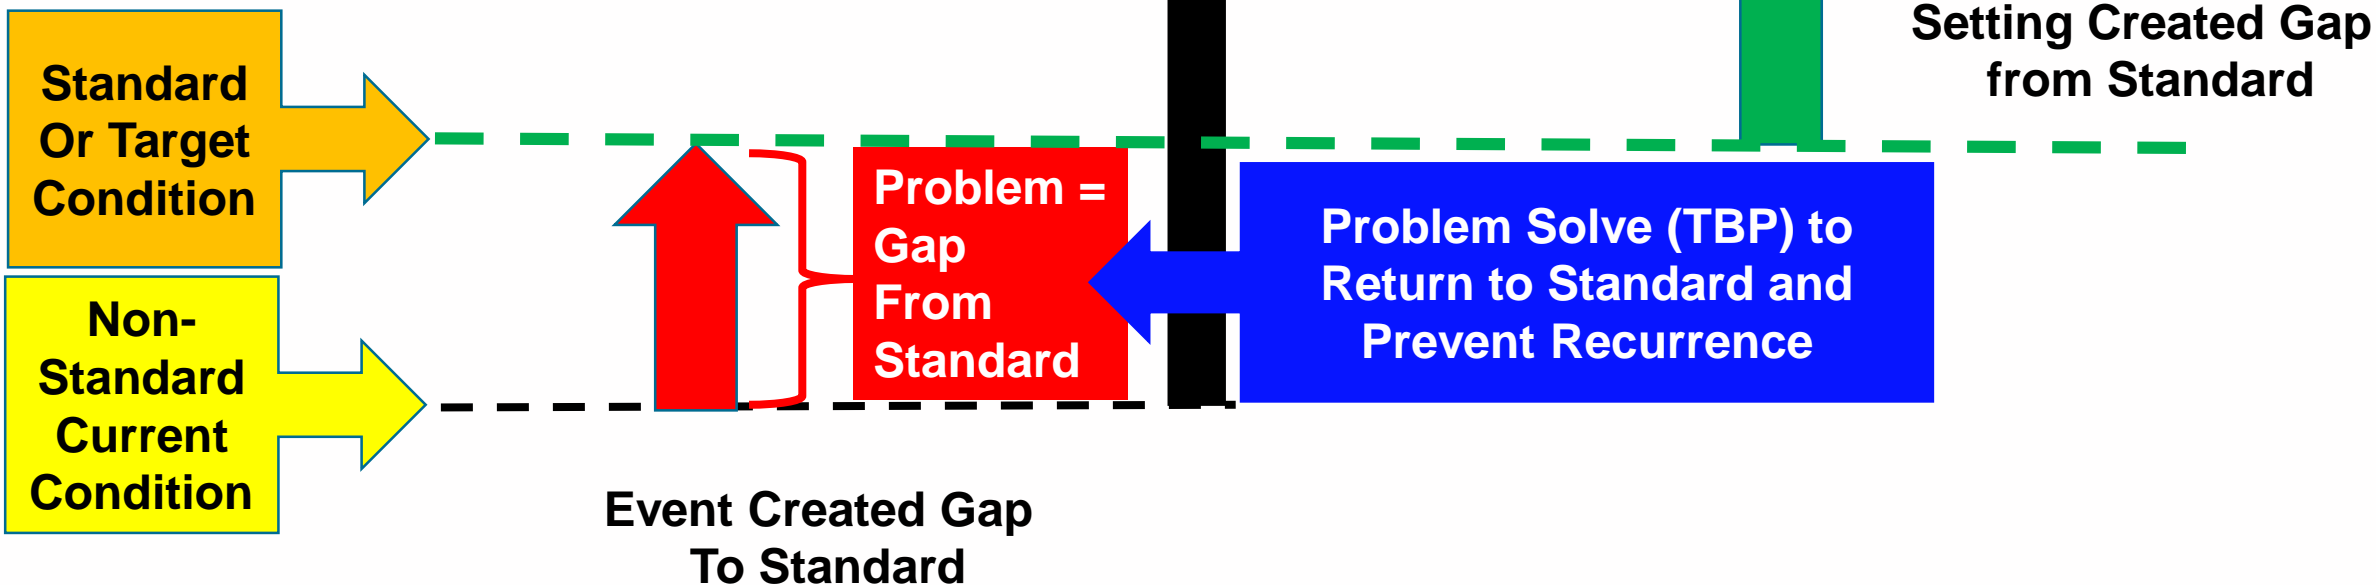 Setting Created Gap
from Standard
Standard
Or Target
Condition
Problem =
Gap
From
Standard
Problem Solve (TBP) to
Return to Standard and
Prevent Recurrence
Non-
Standard
Current
Condition
Event Created Gap
To Standard